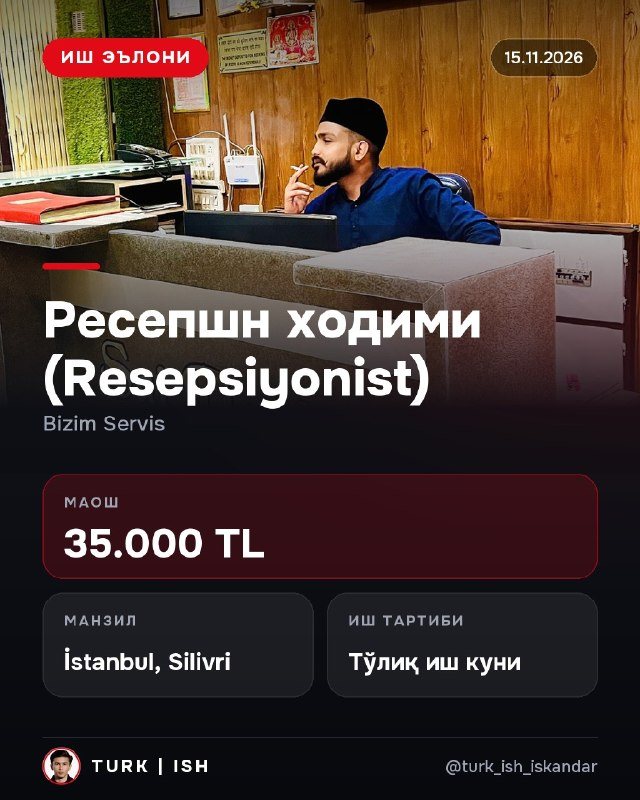 ИШ ЭЪЛОНИ
15.11.2026
Ресепшн ходими
(Resepsiyonist)
Bizim Servis
МАОШ
35.000 TL
МАНЗИЛ
İstanbul, Silivri
ИШ ТАРТИБИ
Тўлиқ иш куни
TURK | ISH
@turk_ish_iskandar